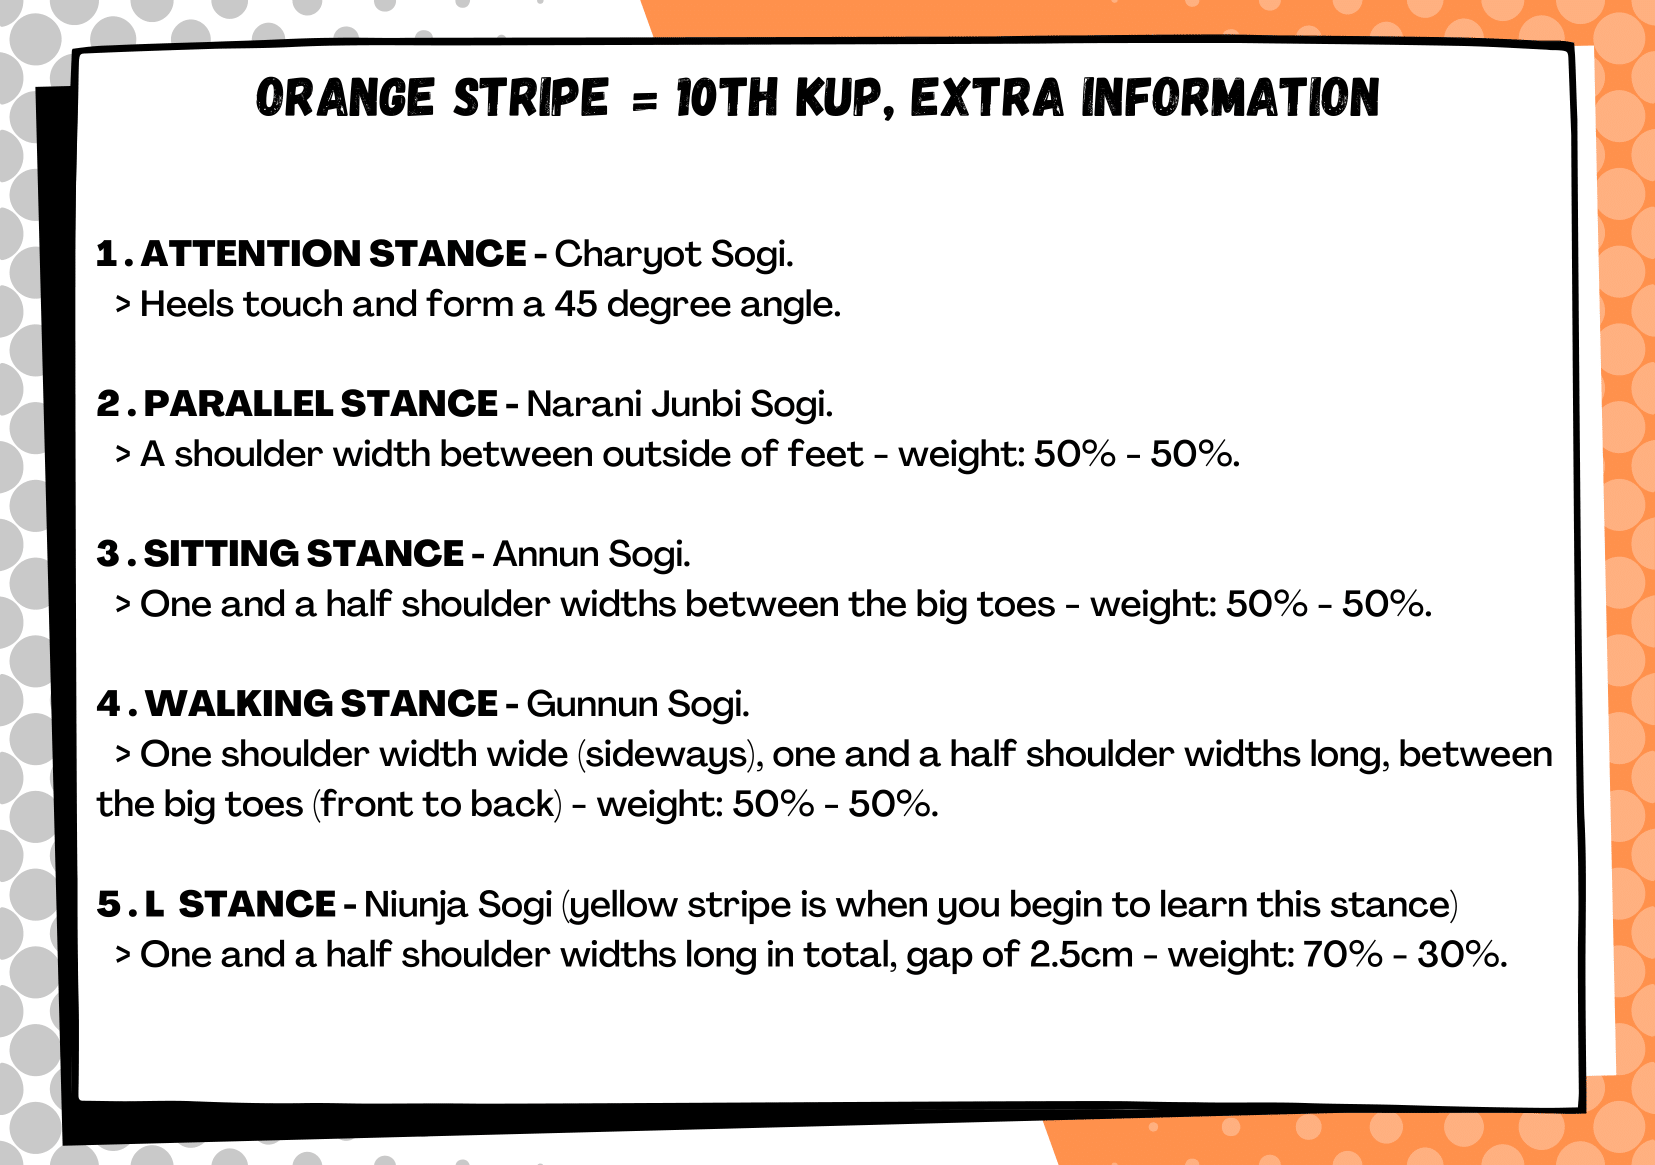 ORANGE STRIPE = 10TH KUP, EXTRA INFORMATION
1. ATTENTION STANCE - Charyot Sogi.
> Heels touch and form a 45 degree angle.
2. PARALLEL STANCE - Narani Junbi Sogi.
> A shoulder width between outside of feet - weight: 50% - 50%.
3. SITTING STANCE - Annun Sogi.
> One and a half shoulder widths between the big toes - weight: 50% - 50%.
4. WALKING STANCE - Gunnun Sogi.
> One shoulder width wide (sideways), one and a half shoulder widths long, between
the big toes (front to back) - weight: 50% - 50%.
5. L STANCE - Niunja Sogi (yellow stripe is when you begin to learn this stance)
> One and a half shoulder widths long in total, gap of 2.5cm - weight: 70% - 30%.